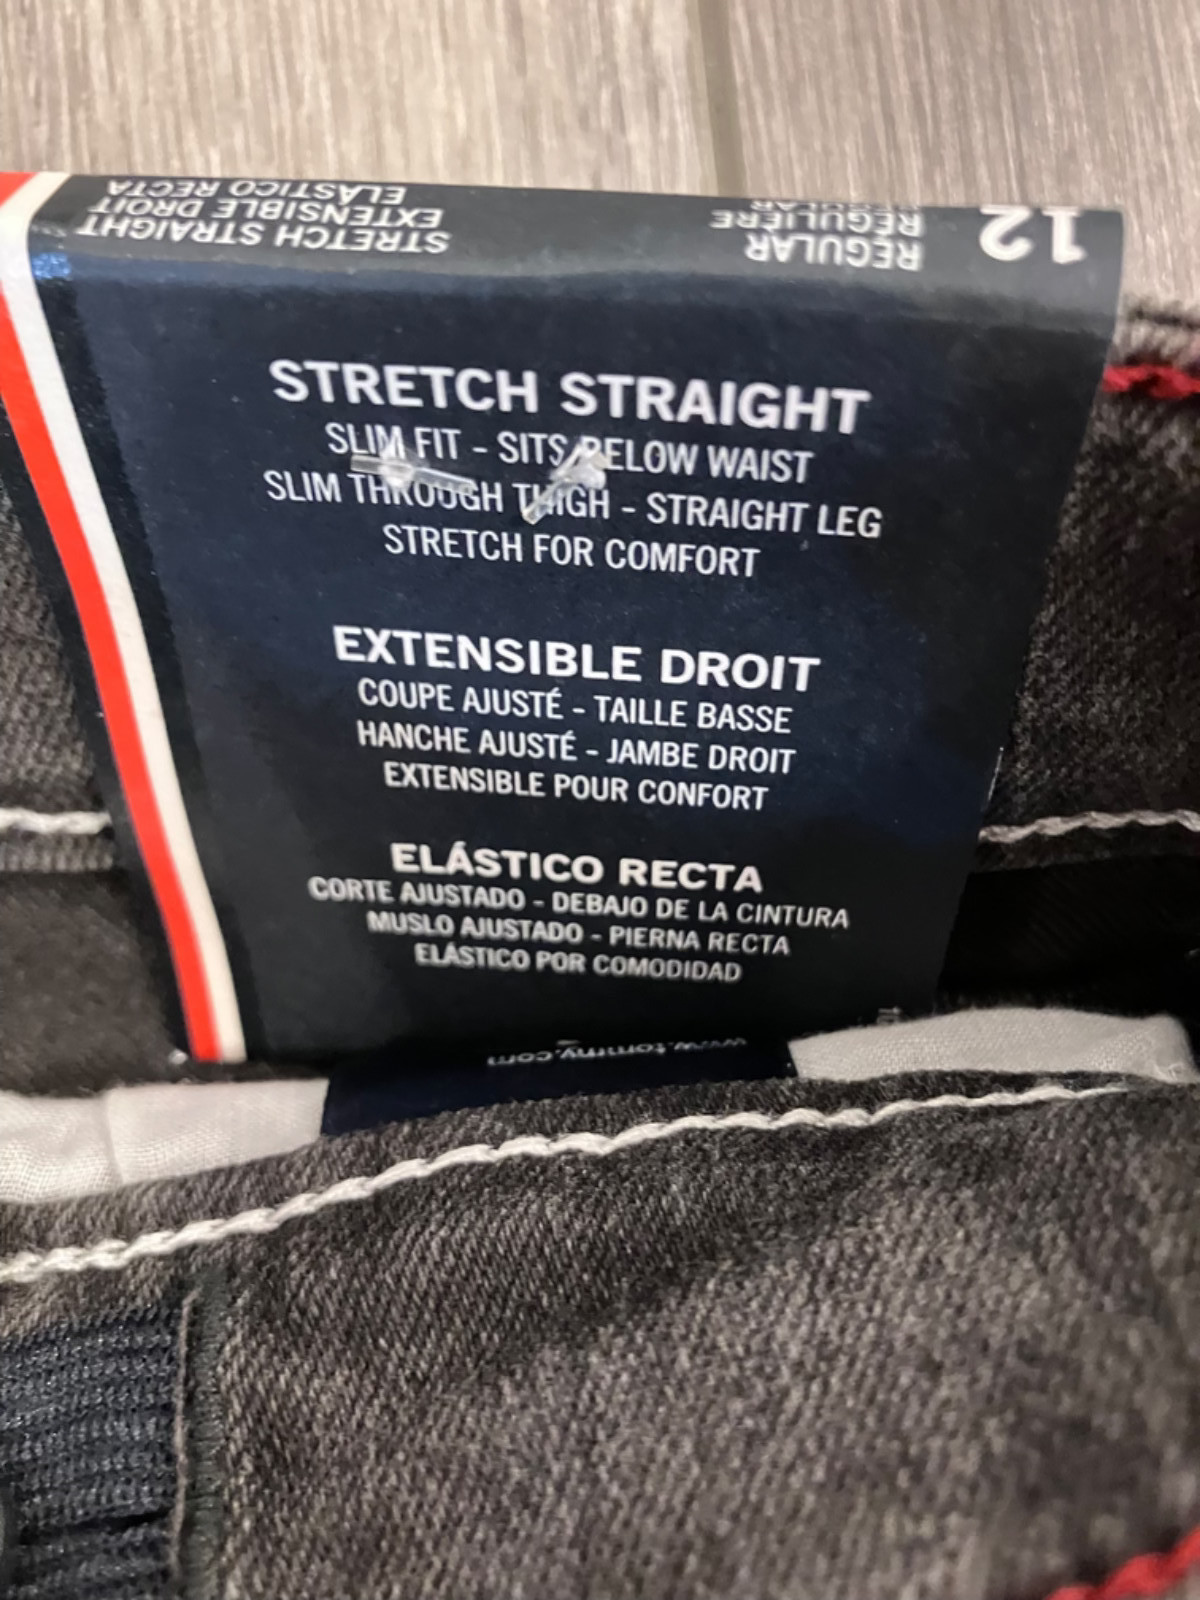 STRETCH STRAIGHT
EXTENSIBLE DROIT
ELÁSTICO RECTA
REGULAR
RÉGULIÈRE
REGULAR
12
STRETCH STRAIGHT
SLIM FIT - SITS BELOW WAIST
SLIM THROUGH THIGH - STRAIGHT LEG
STRETCH FOR COMFORT
EXTENSIBLE DROIT
COUPE AJUSTÉ - TAILLE BASSE
HANCHE AJUSTÉ - JAMBE DROIT
EXTENSIBLE POUR CONFORT
ELÁSTICO RECTA
CORTE AJUSTADO - DEBAJO DE LA CINTURA
MUSLO AJUSTADO - PIERNA RECTA
ELÁSTICO POR COMODIDAD
www.tommy.com